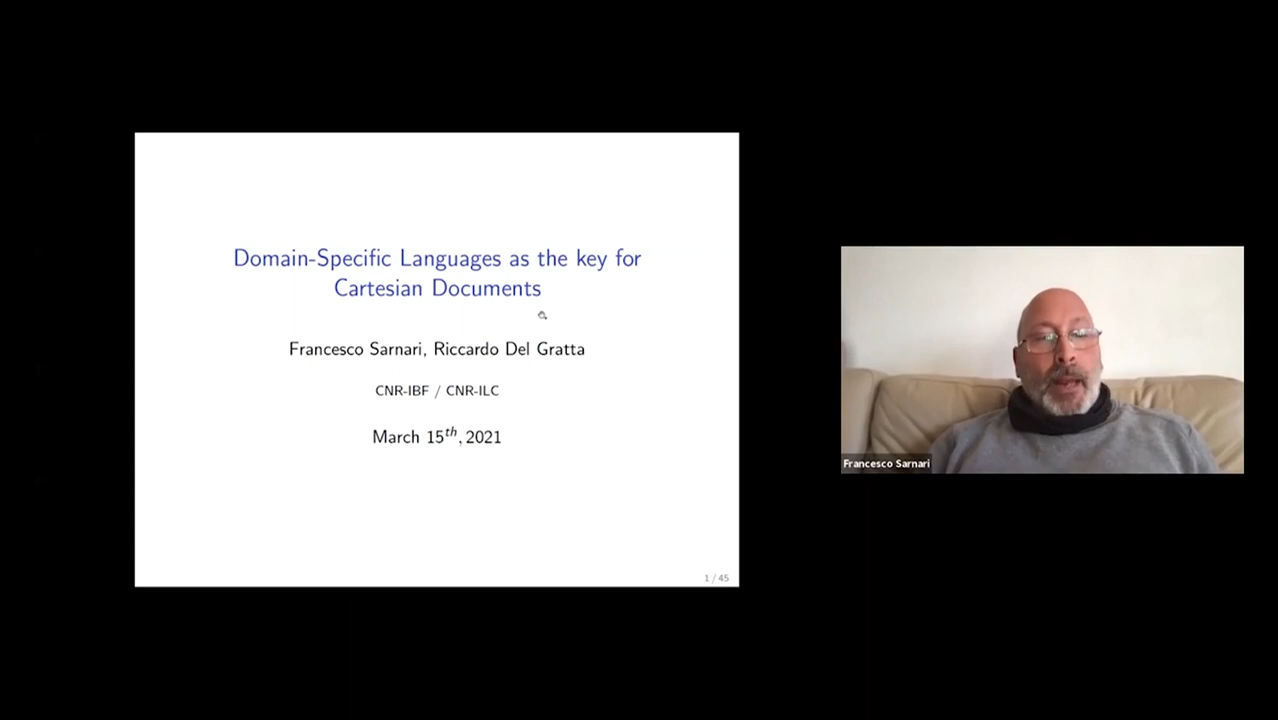 Domain-Specific Languages as the key for
Cartesian Documents
Francesco Sarnari, Riccardo Del Gratta
CNR-IBF / CNR-ILC
March 15th, 2021
1 / 45
Francesco Sarnari